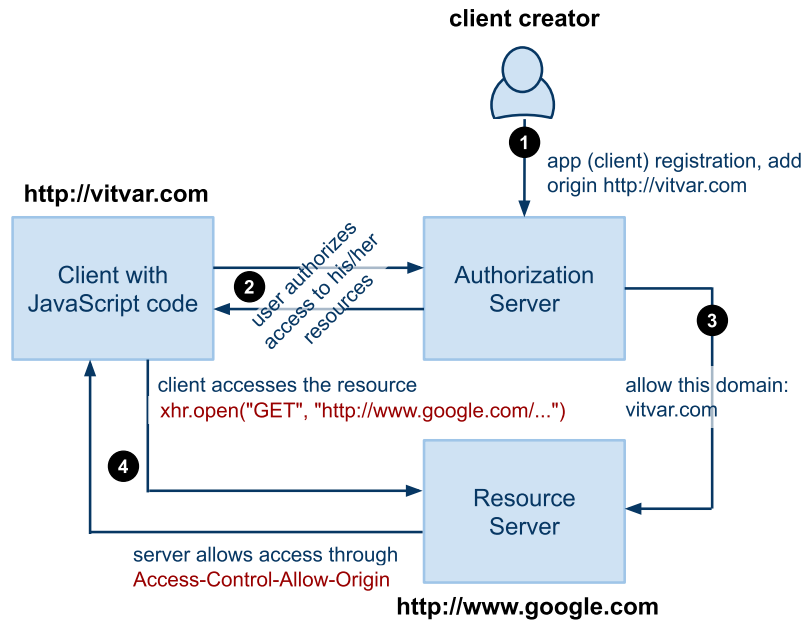 client creator
1
app (client) registration, add
origin http://vitvar.com
http://vitvar.com
Client with
JavaScript code
2
user authorizes
access to his/her
resources
Authorization
Server
3
allow this domain:
vitvar.com
client accesses the resource
xhr.open("GET", "http://www.google.com/...")
4
Resource
Server
server allows access through
Access-Control-Allow-Origin
http://www.google.com